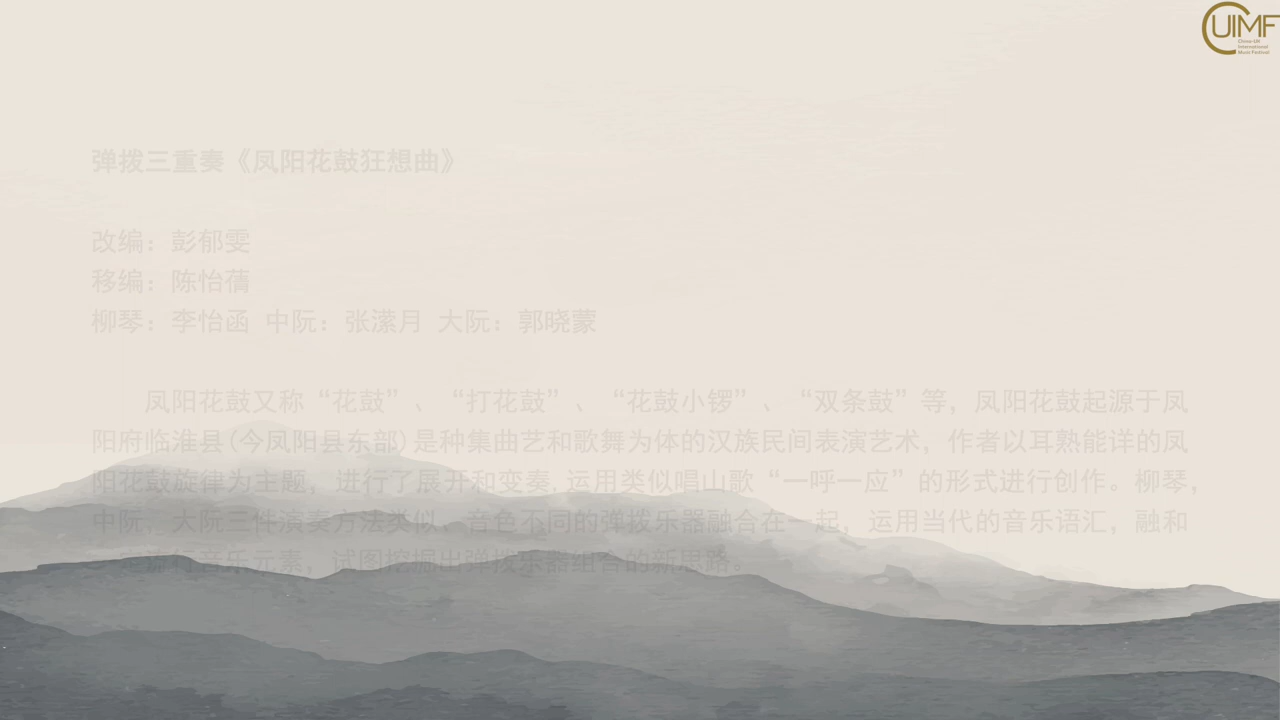 CUIMF
China-UK
International
Music Festival
弹拨三重奏《凤阳花鼓狂想曲》
改编：彭郁雯
移编：陈怡蒨
柳琴：李怡函 中阮：张潆月 大阮：郭晓蒙
凤阳花鼓又称“花鼓”、“打花鼓”、“花鼓小锣”、“双条鼓”等，凤阳花鼓起源于凤
阳府临淮县(今凤阳县东部)是种集曲艺和歌舞为体的汉族民间表演艺术，作者以耳熟能详的凤
阳花鼓旋律为主题，进行了展开和变奏,运用类似唱山歌“一呼一应”的形式进行创作。柳琴，
中阮，大阮三件演奏方法类似，音色不同的弹拨乐器融合在一起，运用当代的音乐语汇，融和
音乐元素，试图挖掘出弹拨乐器组合的新思路。